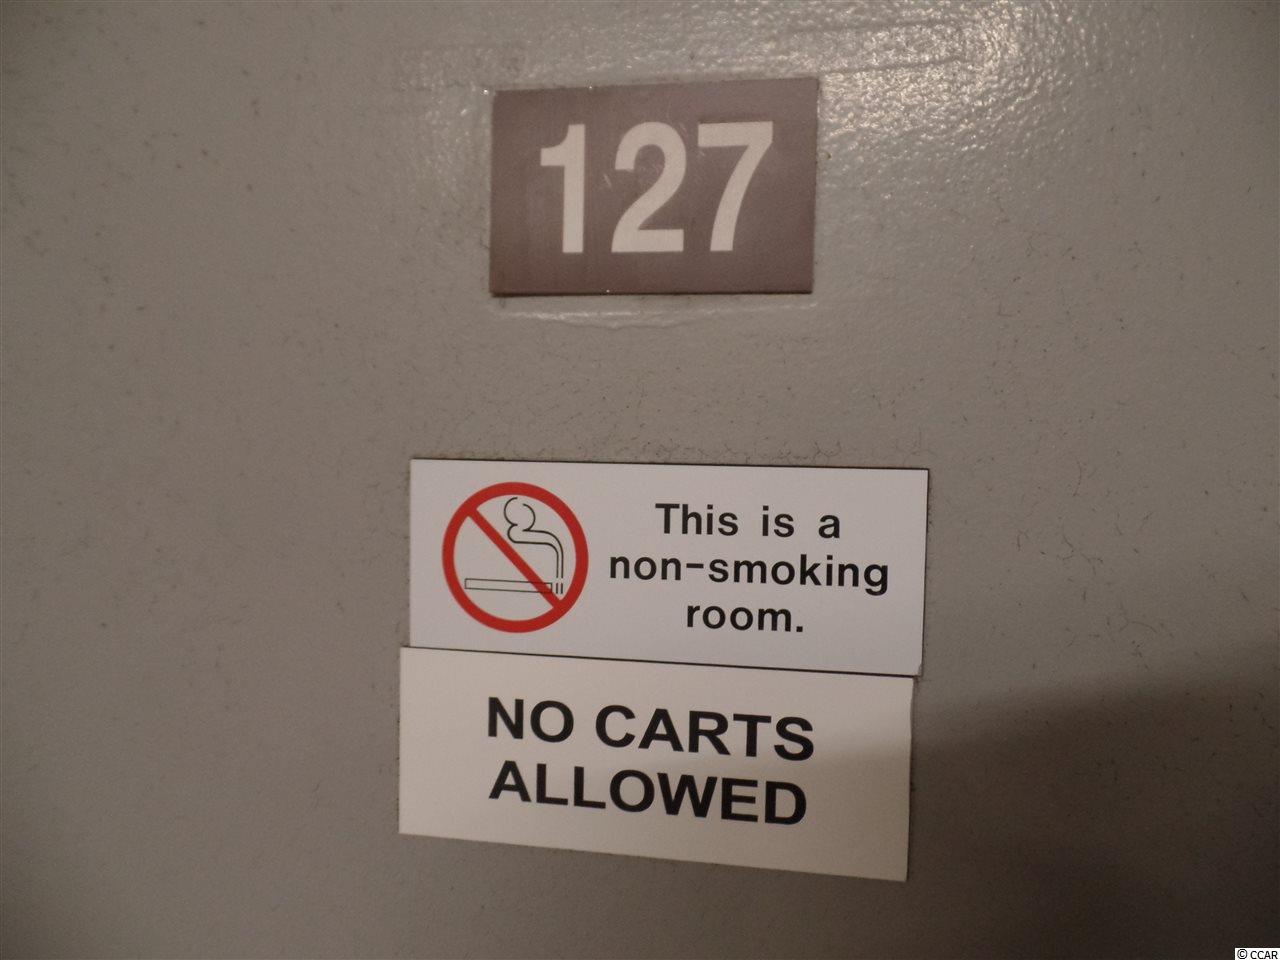 127
This is a
non-smoking
room.
NO CARTS
ALLOWED
© CCAR